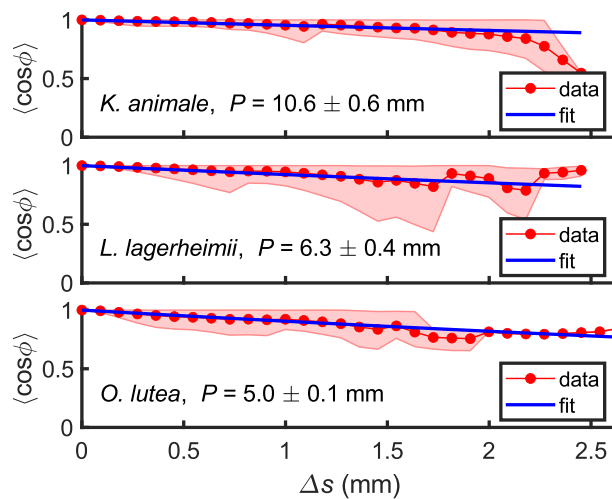 1
⟨cosϕ⟩
0.5
data
fit
K. animale, P = 10.6 ± 0.6 mm
0
1
⟨cosϕ⟩
0.5
data
fit
L. lagerheimii, P = 6.3 ± 0.4 mm
0
1
⟨cosϕ⟩
0.5
data
fit
O. lutea, P = 5.0 ± 0.1 mm
0
0 0.5 1 1.5 2 2.5
Δs (mm)